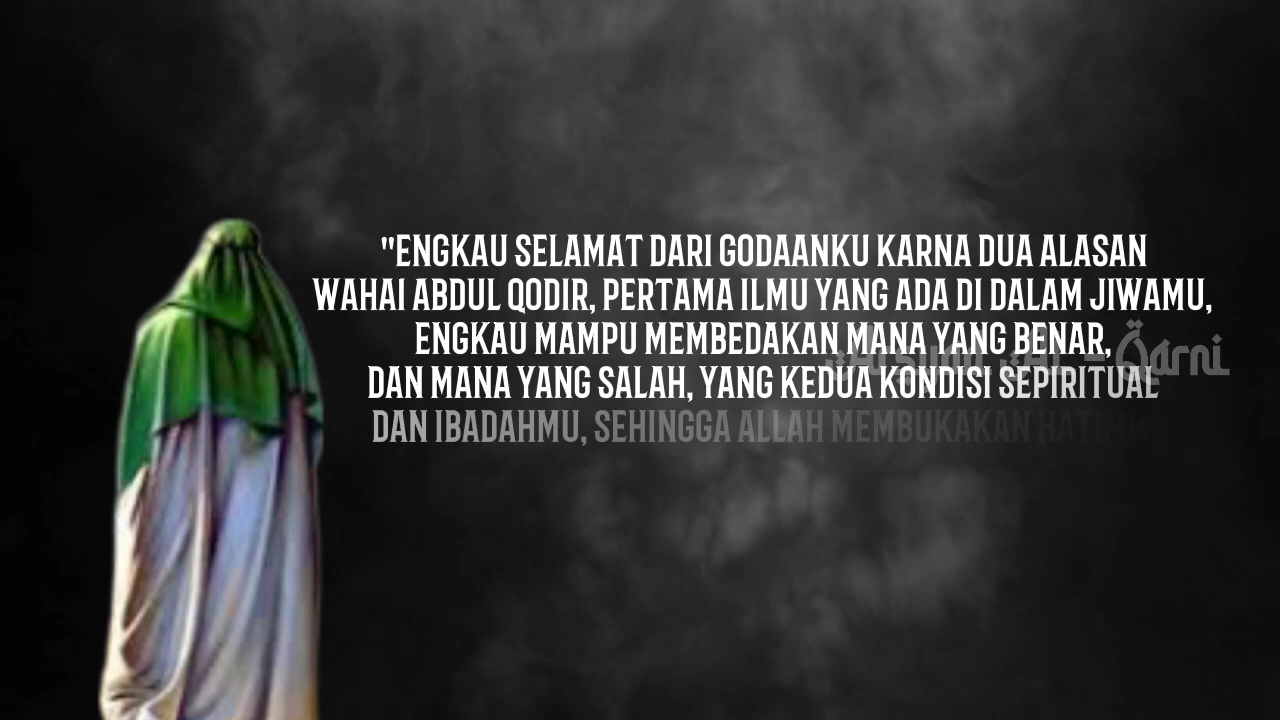 "ENGKAU SELAMAT DARI GODAANKU KARNA DUA ALASAN
WAHAI ABDUL QODIR, PERTAMA ILMU YANG ADA DI DALAM JIWAMU,
ENGKAU MAMPU MEMBEDAKAN MANA YANG BENAR,
DAN MANA YANG SALAH, YANG KEDUA KONDISI SEPIRITUAL
DAN IBADAHMU, SEHINGGA ALLAH MEMBUKAKAN
Qarni